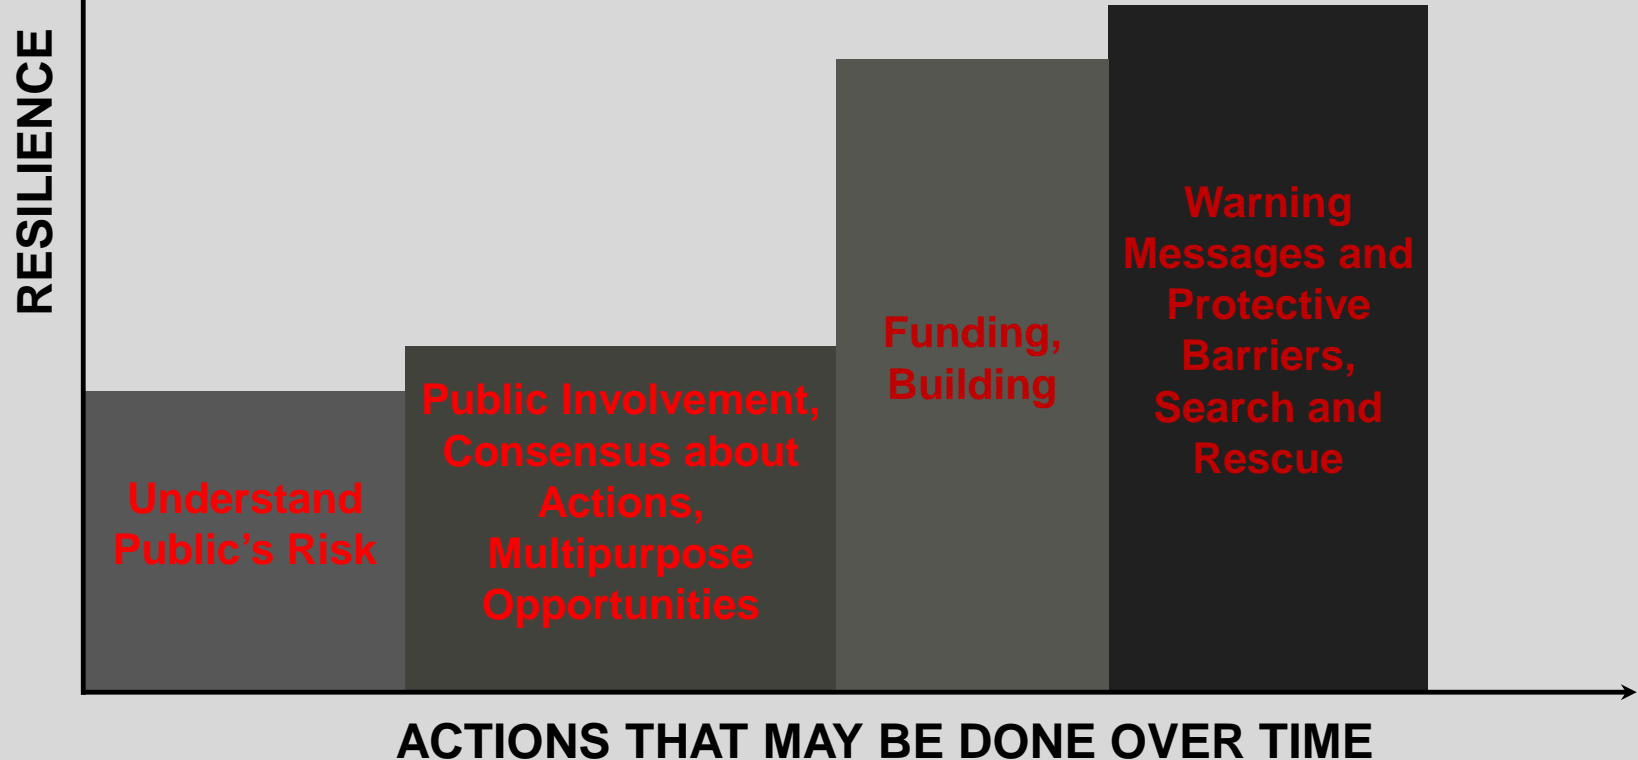 RESILIENCE
Understand
Public’s Risk
Public Involvement,
Consensus about
Actions,
Multipurpose
Opportunities
Funding,
Building
Warning
Messages and
Protective
Barriers,
Search and
Rescue
ACTIONS THAT MAY BE DONE OVER TIME